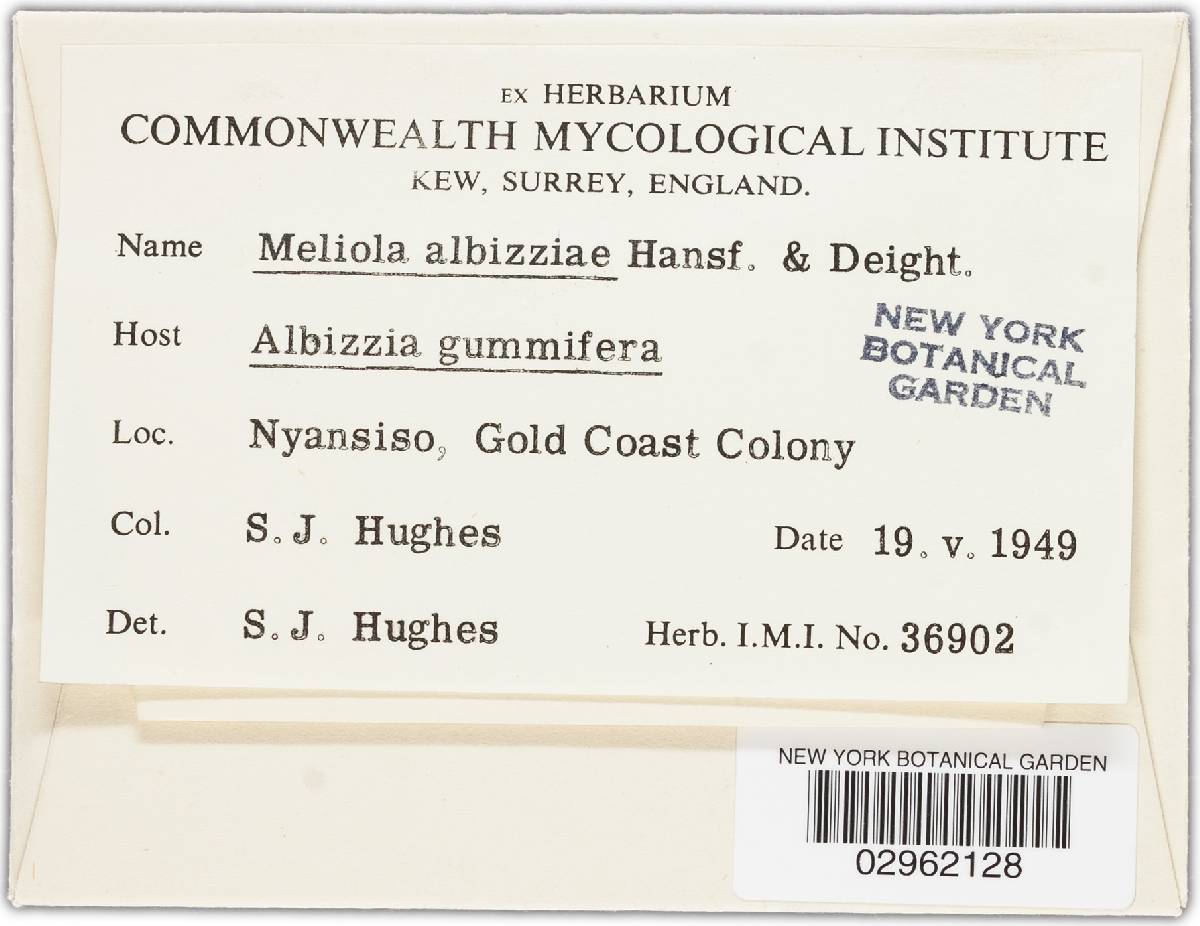 EX HERBARIUM
COMMONWEALTH MYCOLOGICAL INSTITUTE
KEW, SURREY, ENGLAND.
Name Meliola albizziae Hansf. & Deight.
Host Albizzia gummifera
NEW YORK
BOTANICAL
GARDEN
Loc. Nyansiso, Gold Coast Colony
Col. S.J. Hughes Date 19.v.1949
Det. S.J. Hughes Herb. I.M.I. No. 36902
NEW YORK BOTANICAL GARDEN
02962128